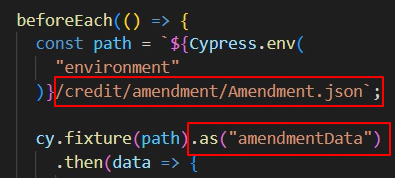 beforeEach(() => {
const path = `${Cypress.env(
"environment"
)}/credit/amendment/Amendment.json`;
cy.fixture(path).as("amendmentData")
.then(data => {